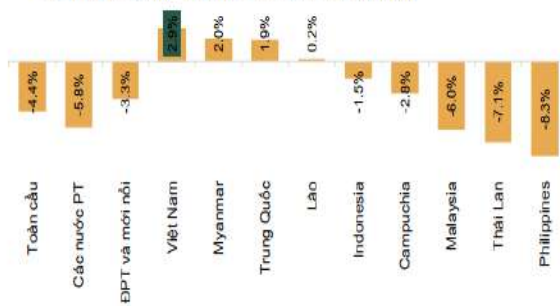 -4.4%
-5.8%
-3.3%
2.9%
2.0%
1.9%
0.2%
-1.5%
-2.8%
-6.0%
-7.1%
-8.3%
Toàn cầu
Các nước PT
ĐPT và mới nổi
Việt Nam
Myanmar
Trung Quốc
Lào
Indonesia
Campuchia
Malaysia
Thái Lan
Philippines